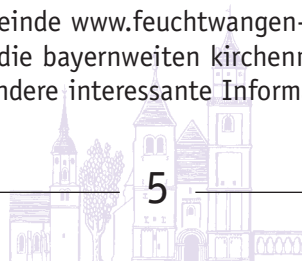 einde www.feuchtwangen-
die bayernweiten kirchenn
ndere interessante Inform
5